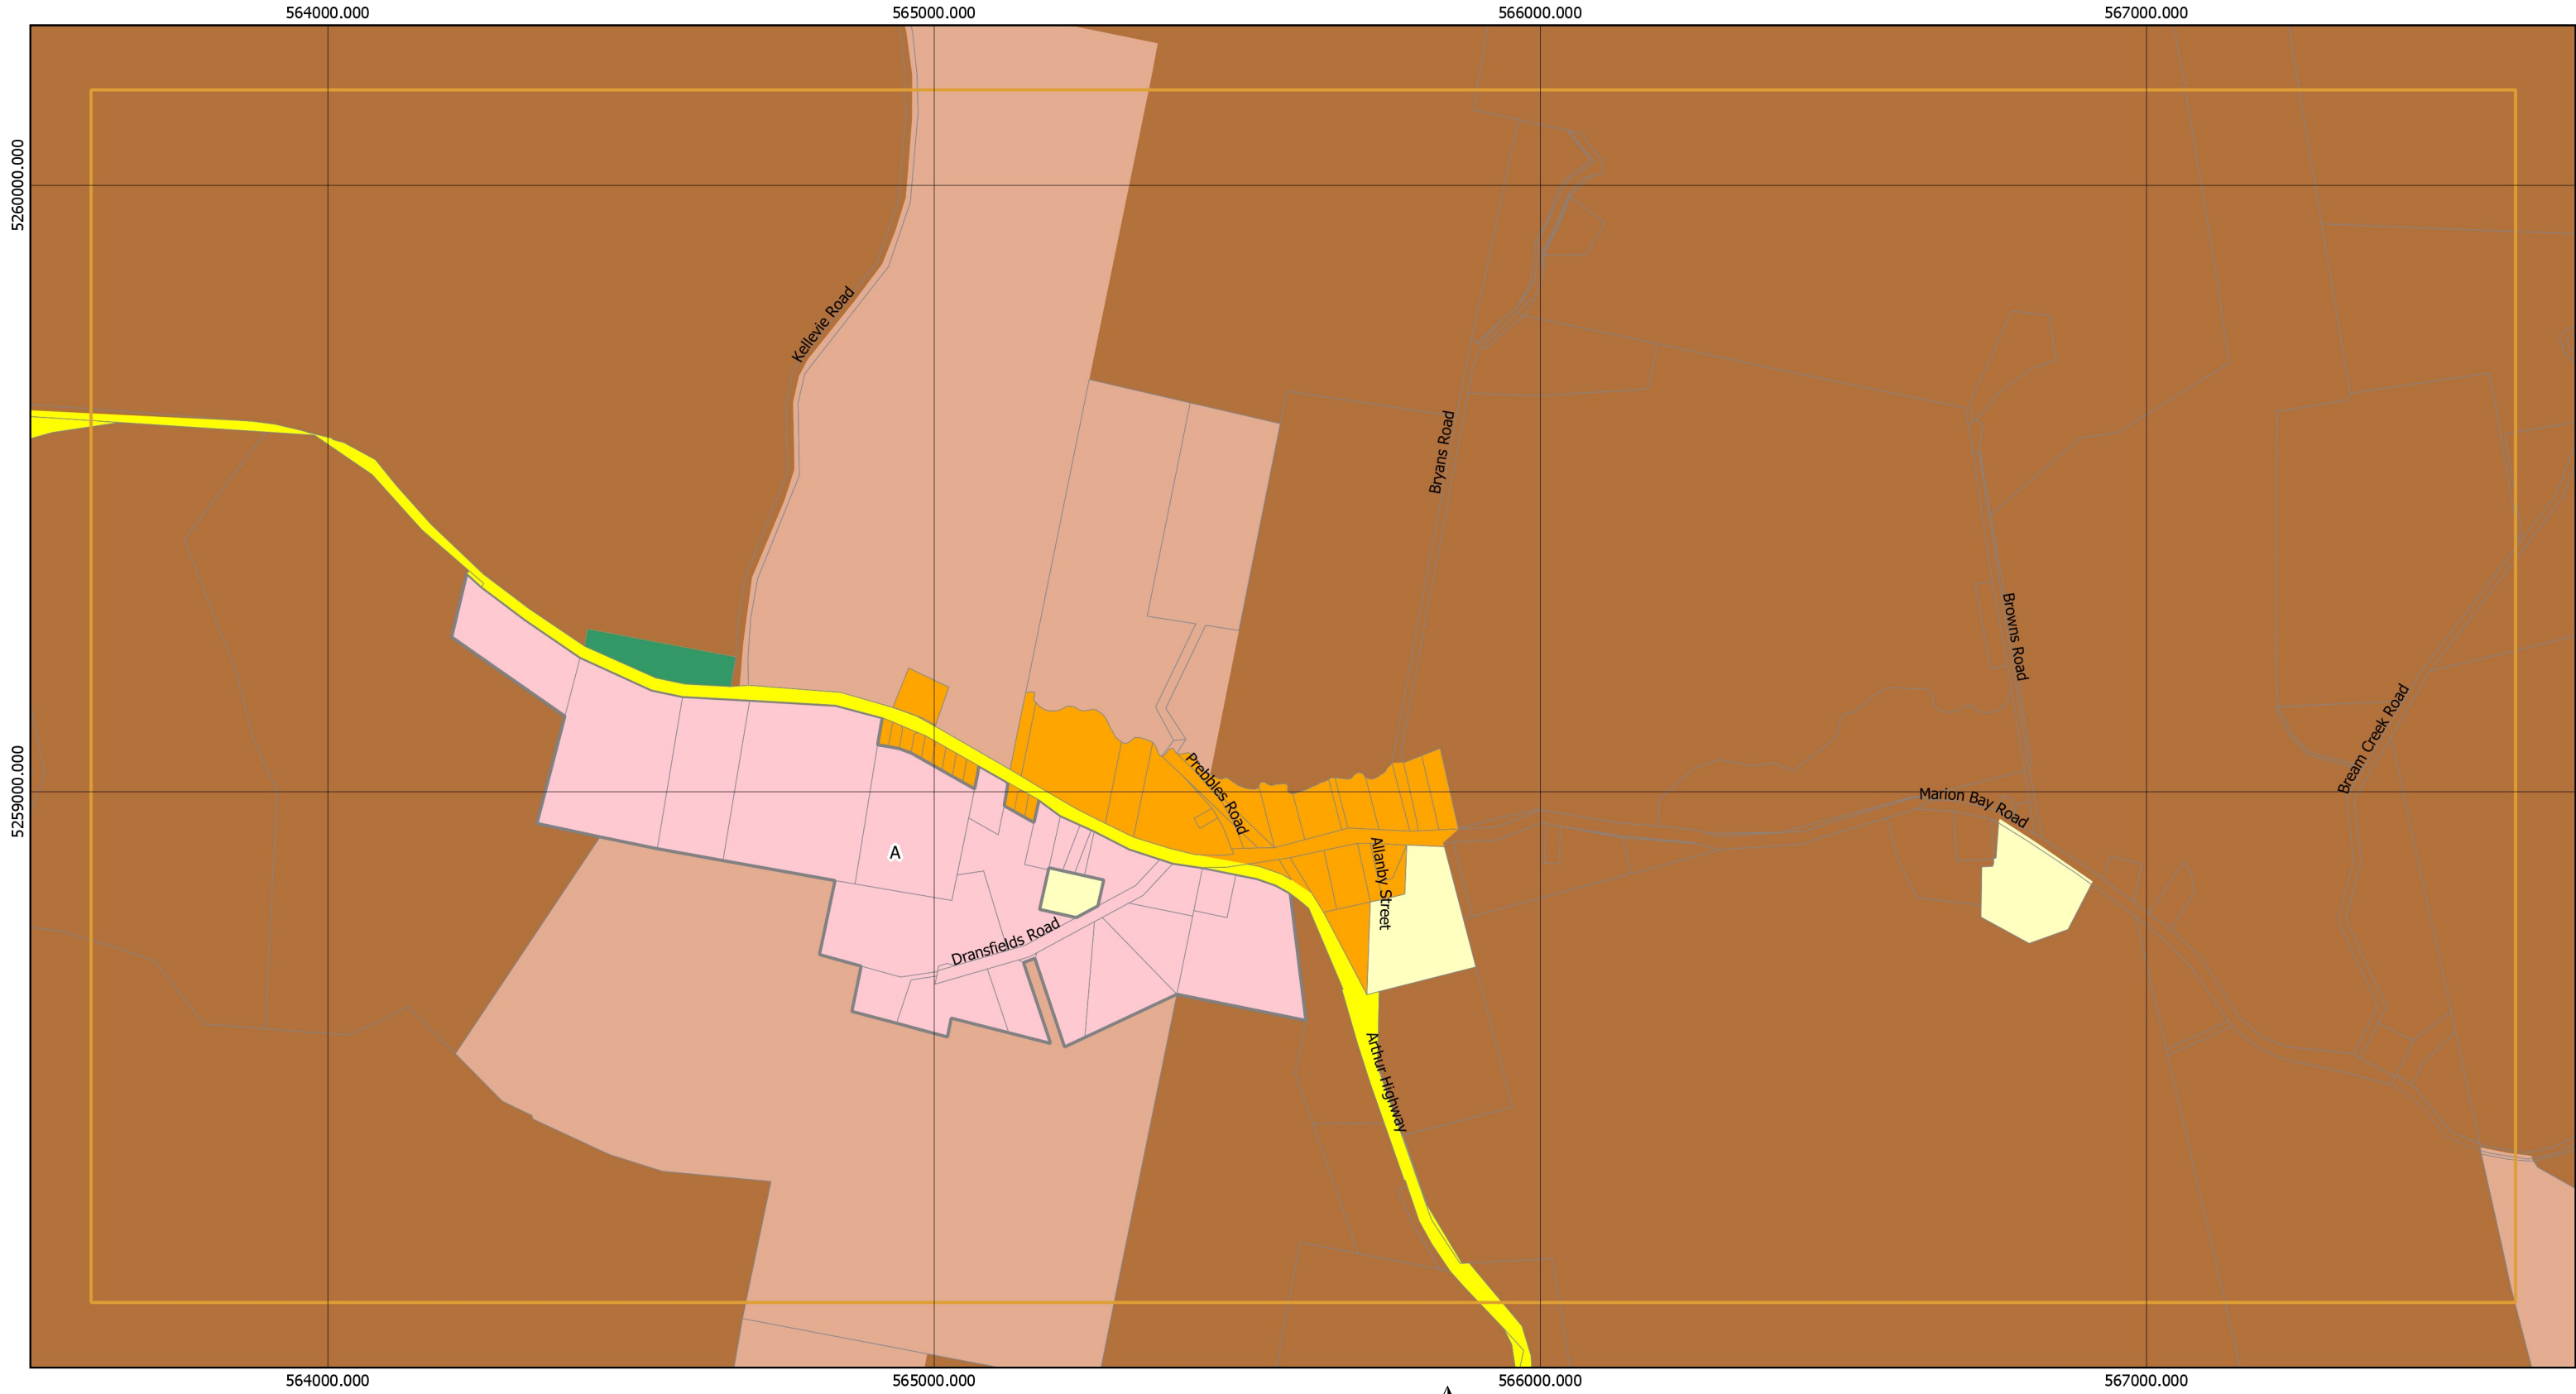 564000.000
565000.000
566000.000
567000.000
5260000.000
5259000.000
Kellevie Road
Bryans Road
Browns Road
Bream Creek Road
Prebbles Road
Marion Bay Road
Allanby Street
A
Dransfields Road
Arthur Highway
564000.000
565000.000
566000.000
567000.000